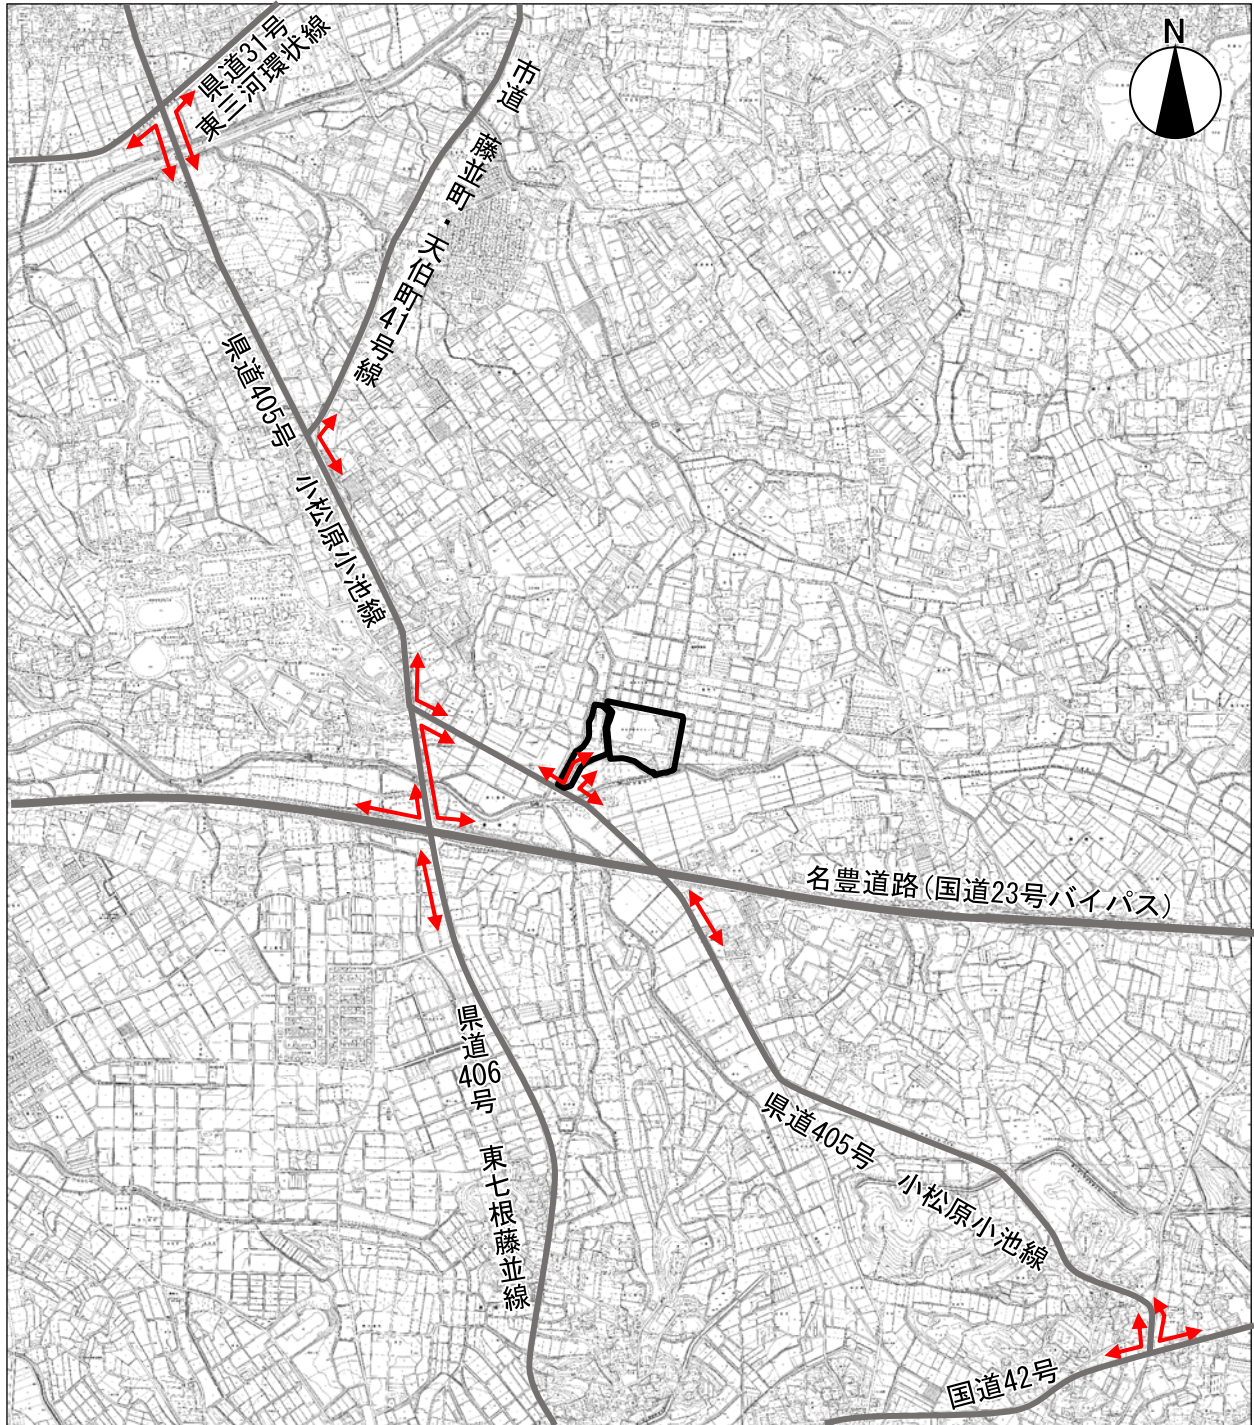 N
県道31号
東三河環状線
市道 藤並町・天伯町41号線
県道405号 小松原小池線
名豊道路(国道23号バイパス)
県道406号 東七根藤並線
県道405号 小松原小池線
国道42号